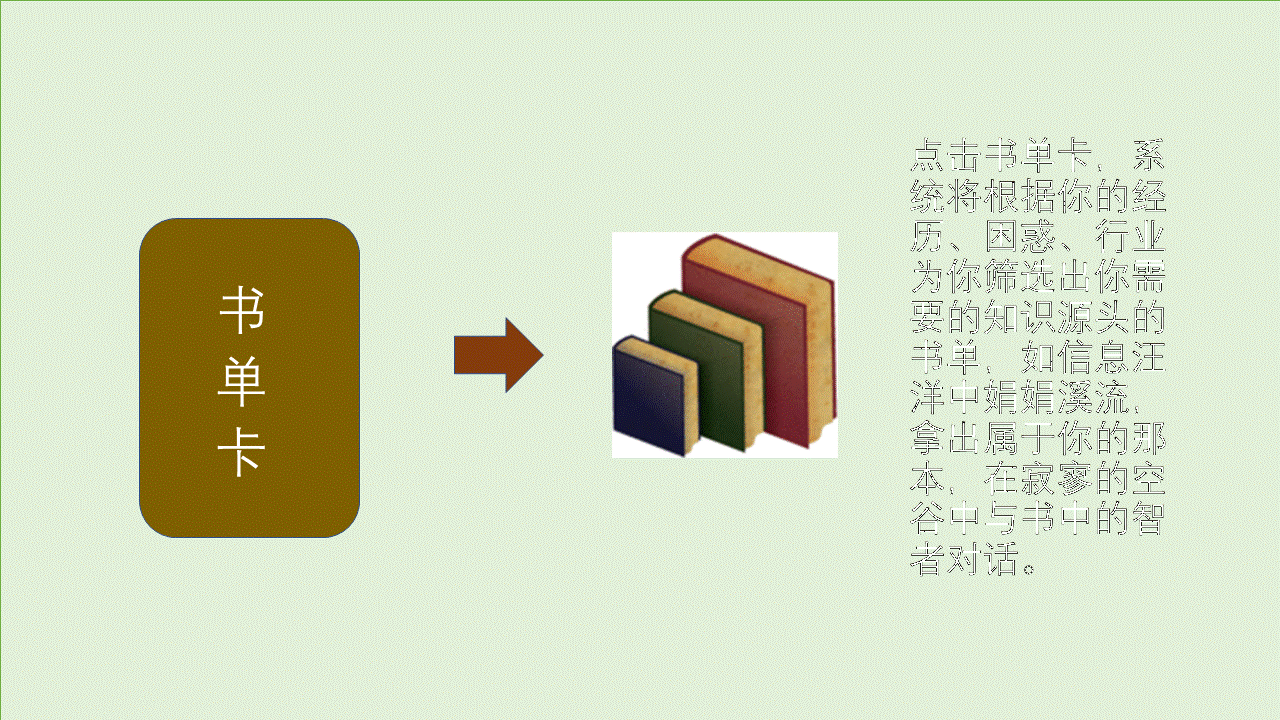 书
单
卡
点击书单卡，系
统将根据你的经
历、困惑、行业
为你筛选出你需
要的知识源头的
书单，如信息汪
洋中娟娟溪流，
拿出属于你的那
本，在寂寥的空
谷中与书中的智
者对话。